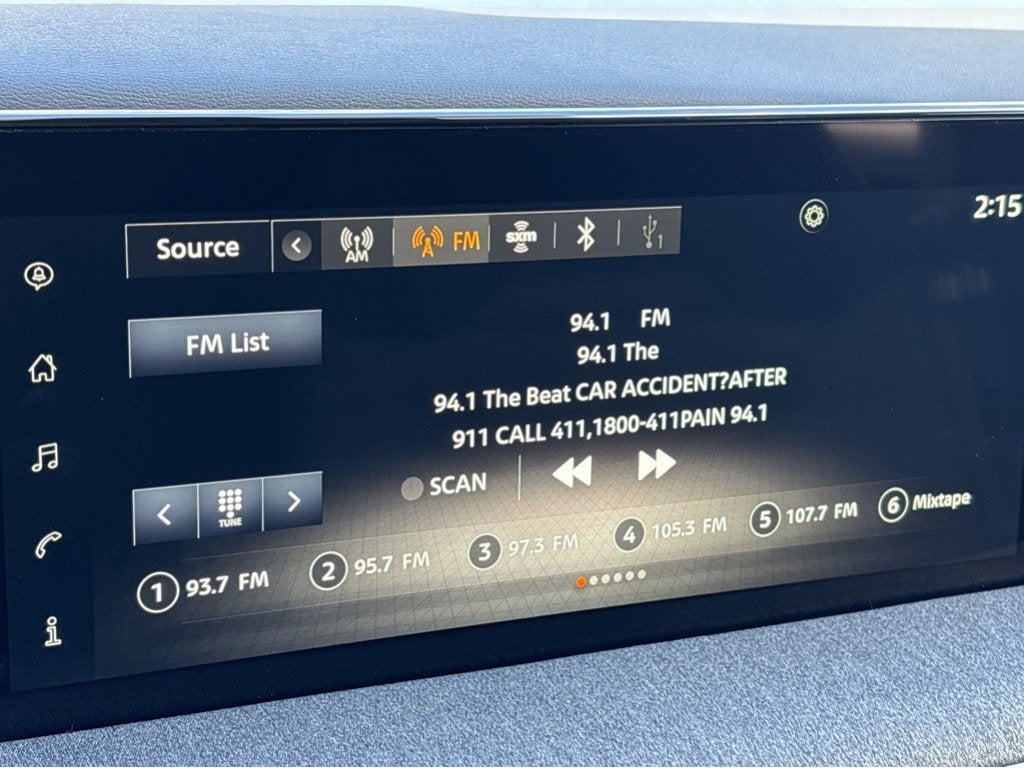 2:15
Source
AM
FM
sxm
1
FM List
94.1 FM
94.1 The
94.1 The Beat CAR ACCIDENT?AFTER
911 CALL 411,1800-411PAIN 94.1
TUNE
SCAN
1 93.7 FM
2 95.7 FM
3 97.3 FM
4 105.3 FM
5 107.7 FM
6 Mixtape